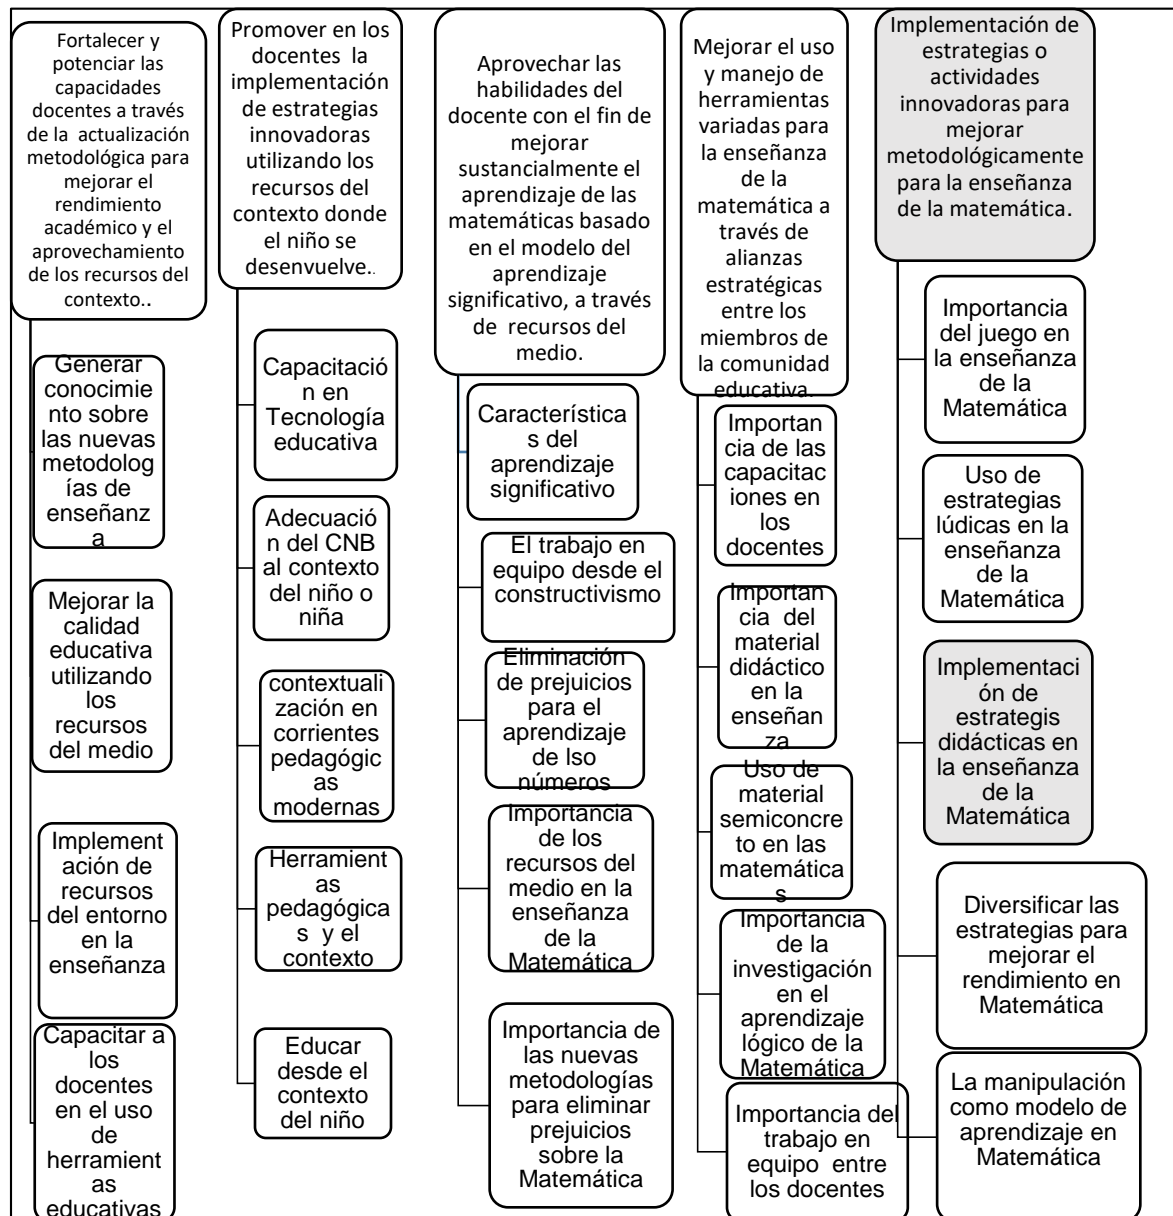 Fortalecer y
potenciar las
capacidades
docentes a través
de la actualización
metodológica para
mejorar el
rendimiento
académico y el
aprovechamiento
de los recursos del
contexto..
Generar
conocimie
nto sobre
las nuevas
metodolog
ías de
enseñanz
a
Mejorar la
calidad
educativa
utilizando
los
recursos
del medio
Implement
ación de
recursos
del entorno
en la
enseñanza
Capacitar a
los
docentes
en el uso
de
herramient
as
educativas
Promover en los
docentes la
implementación
de estrategias
innovadoras
utilizando los
recursos del
contexto donde
el niño se
desenvuelve..
Capacitació
n en
Tecnología
educativa
Adecuació
n del CNB
al contexto
del niño o
niña
contextuali
zación en
corrientes
pedagógic
as
modernas
Herramient
as
pedagógica
s y el
contexto
Educar
desde el
contexto
del niño
Aprovechar las
habilidades del
docente con el fin de
mejorar
sustancialmente el
aprendizaje de las
matemáticas basado
en el modelo del
aprendizaje
significativo, a través
de recursos del
medio.
Característica
s del
aprendizaje
significativo
El trabajo en
equipo desde el
constructivismo
Eliminación
de prejuicios
para el
aprendizaje
de lso
números
Importancia
de los
recursos del
medio en la
enseñanza
de la
Matemática
Importancia de
las nuevas
metodologías
para eliminar
prejuicios
sobre la
Matemática
Mejorar el uso
y manejo de
herramientas
variadas para
la enseñanza
de la
matemática a
través de
alianzas
estratégicas
entre los
miembros de
la comunidad
educativa.
Importan
cia de las
capacitac
iones en
los
docentes
Importan
cia del
material
didáctico
en la
enseñan
za
Uso de
material
semiconcre
to en las
matemática
s
Importancia
de la
investigación
en el
aprendizaje
lógico de la
Matemática
Importancia del
trabajo en
equipo entre
los docentes
Implementación de
estrategias o
actividades
innovadoras para
mejorar
metodológicamente
para la enseñanza
de la matemática.
Importancia
del juego en
la enseñanza
de la
Matemática
Uso de
estrategias
lúdicas en la
enseñanza
de la
Matemática
Implementaci
ón de
estrategis
didácticas en
la enseñanza
de la
Matemática
Diversificar las
estrategias para
mejorar el
rendimiento en
Matemática
La manipulación
como modelo de
aprendizaje en
Matemática